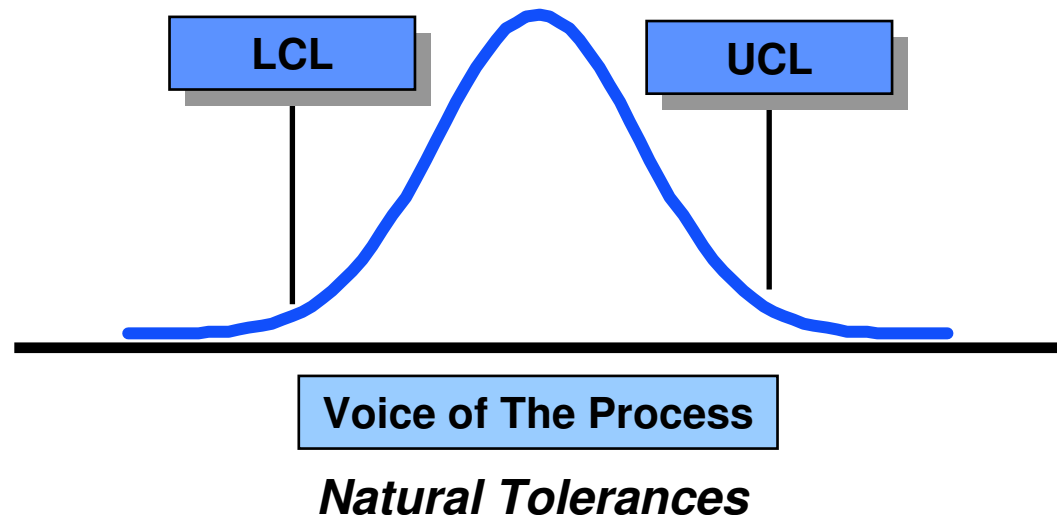 LCL
UCL
Voice of The Process
Natural Tolerances